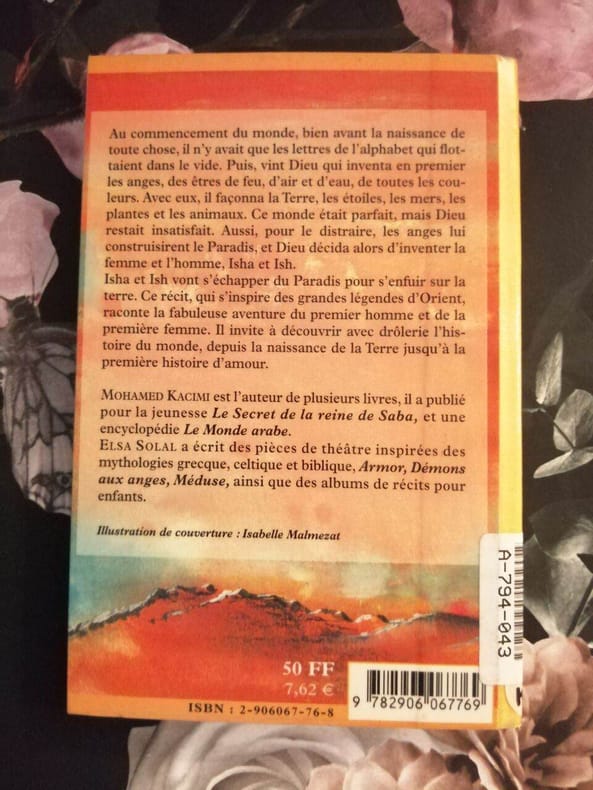 Au commencement du monde, bien avant la naissance de
toute chose, il n'y avait que les lettres de l'alphabet qui flot-
taient dans le vide. Puis, vint Dieu qui inventa en premier
les anges, des êtres de feu, d'air et d'eau, de toutes les cou-
leurs. Avec eux, il façonna la Terre, les étoiles, les mers, les
plantes et les animaux. Ce monde était parfait, mais Dieu
restait insatisfait. Aussi, pour le distraire, les anges lui
construisirent le Paradis, et Dieu décida alors d'inventer la
femme et l'homme, Isha et Ish.
Isha et Ish vont s'échapper du Paradis pour s'enfuir sur la
terre. Ce récit, qui s'inspire des grandes légendes d'Orient,
raconte la fabuleuse aventure du premier homme et de la
première femme. Il invite à découvrir avec drôlerie l'his-
toire du monde, depuis la naissance de la Terre jusqu'à la
première histoire d'amour.
MOHAMED KACIMI est l'auteur de plusieurs livres, il a publié
pour la jeunesse Le Secret de la reine de Saba, et une
encyclopédie Le Monde arabe.
ELSA SOLAL a écrit des pièces de théâtre inspirées des
mythologies grecque, celtique et biblique, Armor, Démons
aux anges, Méduse, ainsi que des albums de récits pour
enfants.
Illustration de couverture : Isabelle Malmezat
A-794-043
50 FF
7,62 €
ISBN : 2-906067-76-8
9 782906 067769